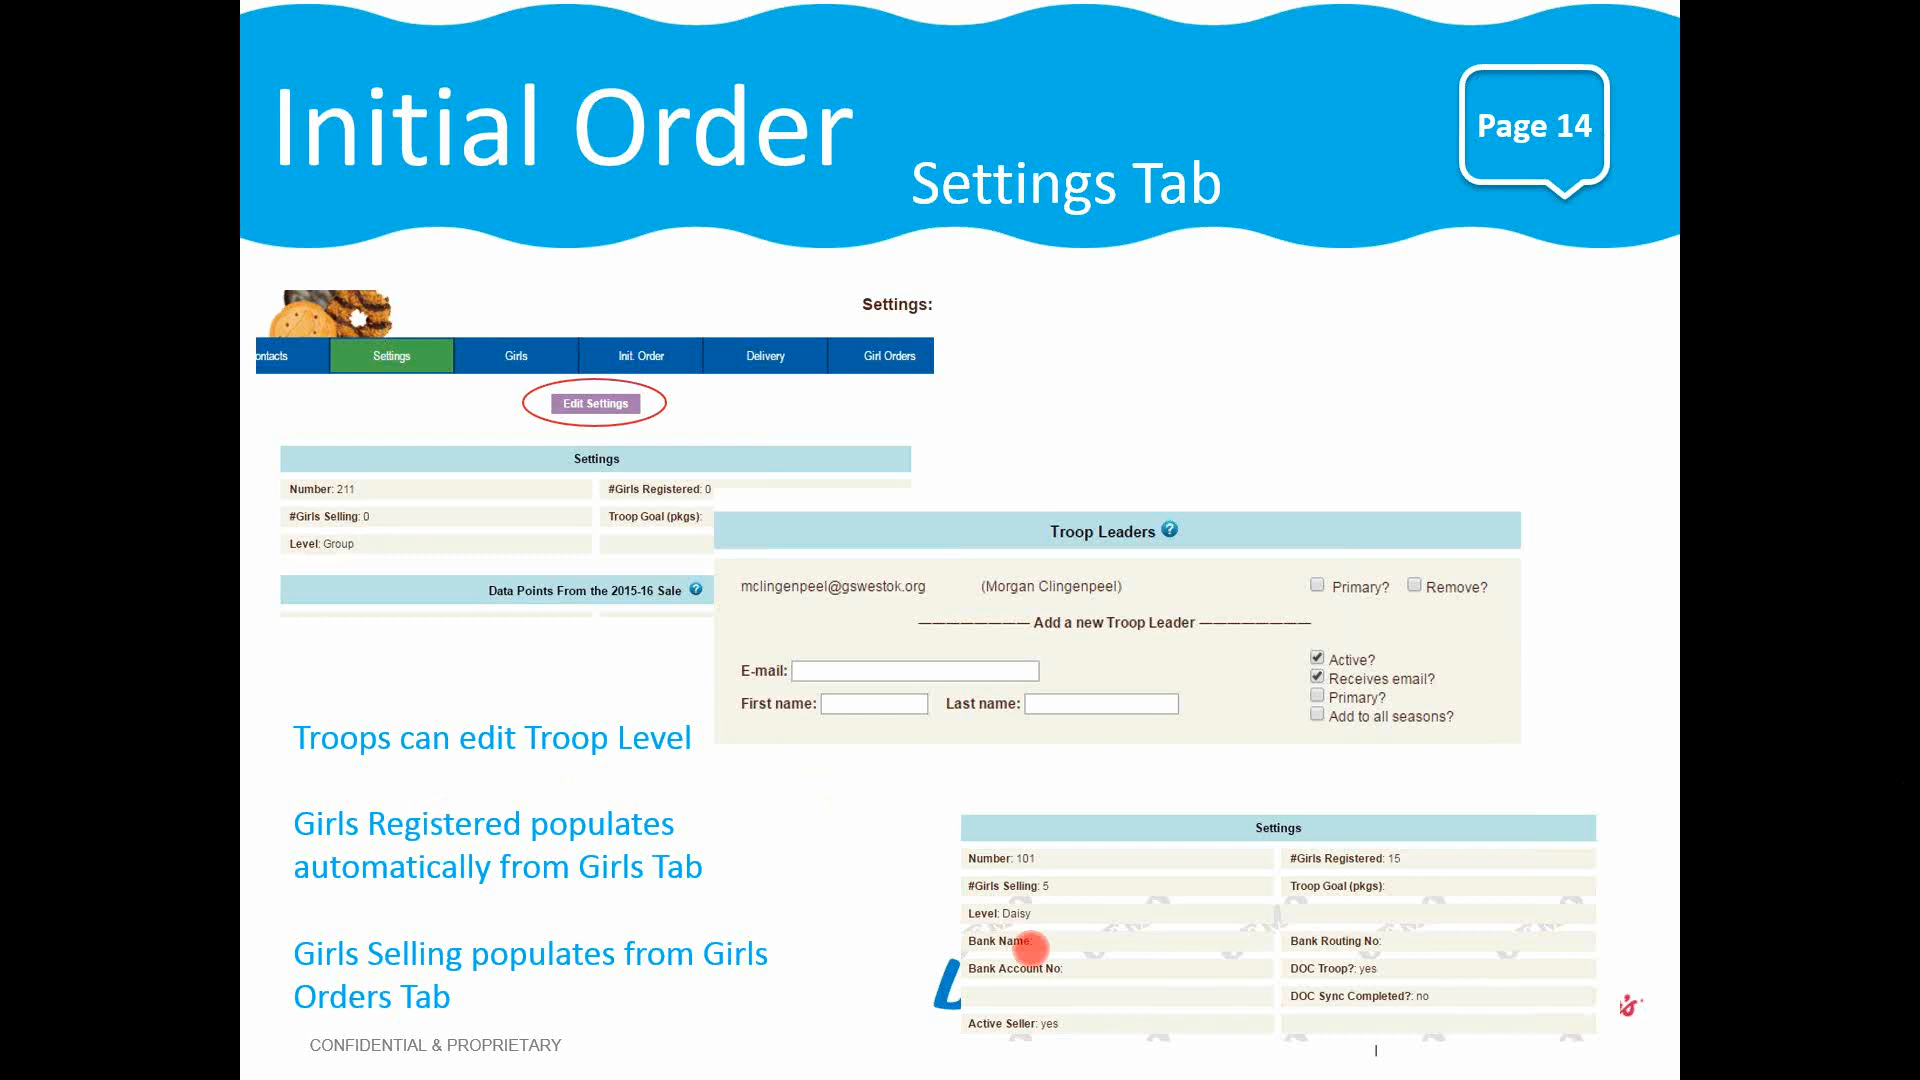 Initial Order
Settings Tab
Page 14
Settings:
ontacts Settings Girls Init. Order Delivery Girl Orders
Edit Settings
Settings
Number: 211 #Girls Registered: 0
#Girls Selling: 0 Troop Goal (pkgs):
Level: Group
Data Points From the 2015-16 Sale ?
Troop Leaders ?
mclingenpeel@gswestok.org (Morgan Clingenpeel) Primary? Remove?
Add a new Troop Leader
E-mail: Active?
Receives email?
First name: Last name: Primary?
Add to all seasons?
Troops can edit Troop Level
Girls Registered populates
automatically from Girls Tab
Girls Selling populates from Girls
Orders Tab
Settings
Number: 101 #Girls Registered: 15
#Girls Selling: 5 Troop Goal (pkgs):
Level: Daisy
Bank Name: Bank Routing No:
Bank Account No: DOC Troop?: yes
DOC Sync Completed?: no
Active Seller: yes
CONFIDENTIAL & PROPRIETARY